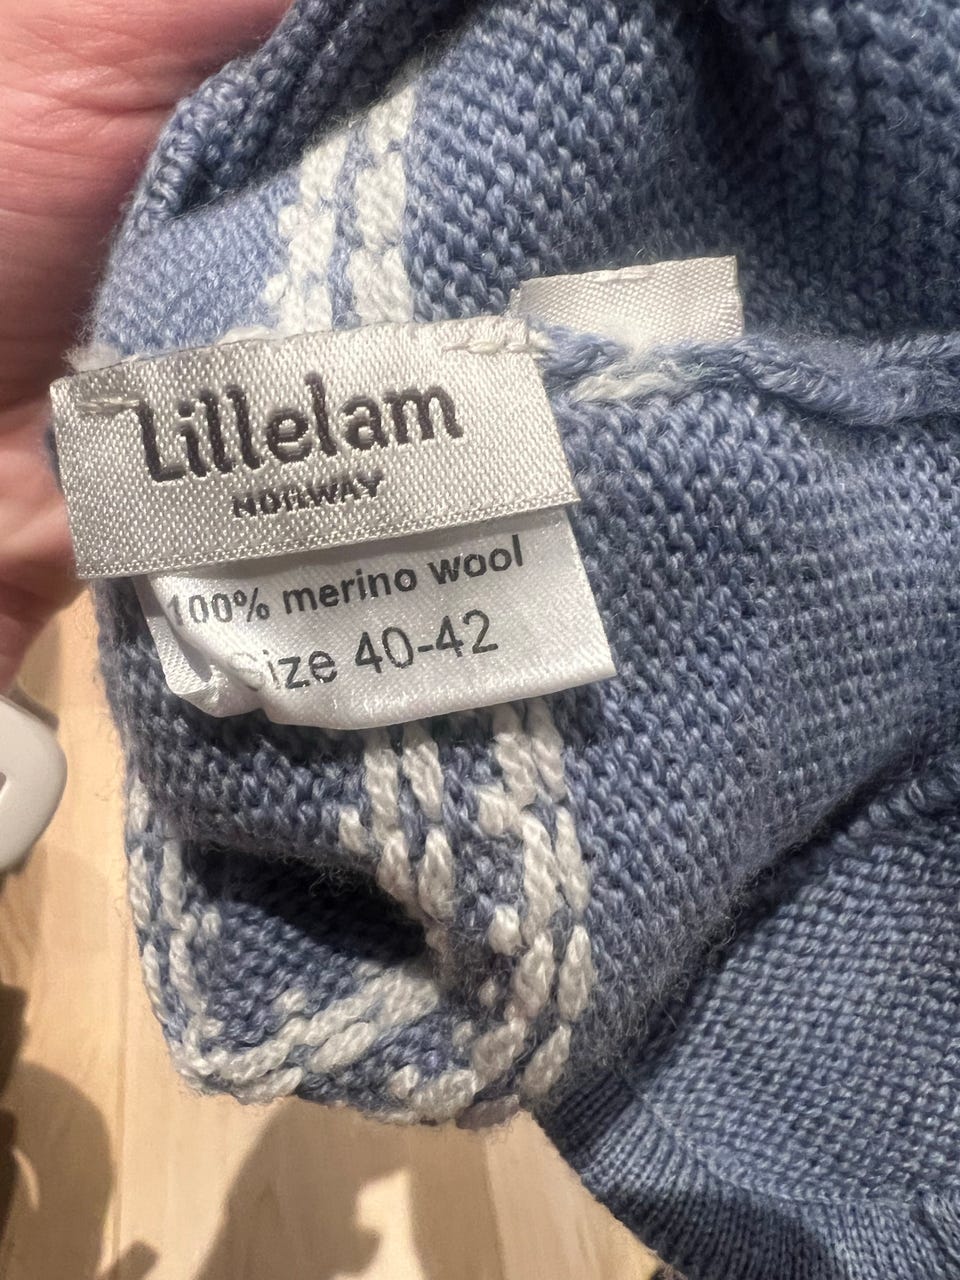 Lillelam
NORWAY
100% merino wool
Size 40-42